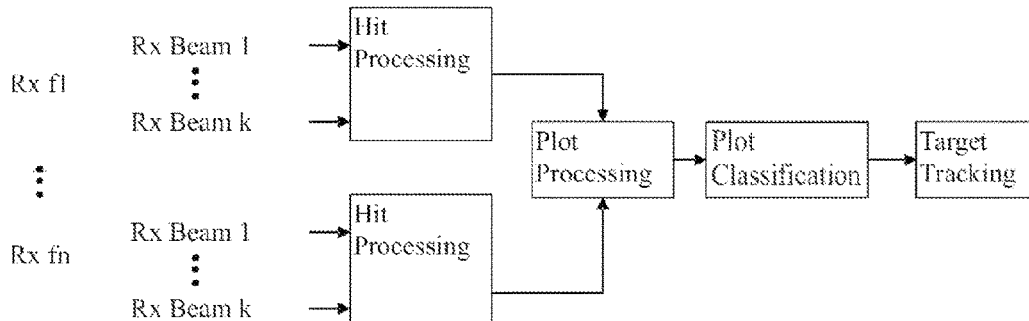 Rx f1
Rx Beam 1
Rx Beam k
Hit
Processing
Plot
Processing
Plot
Classification
Target
Tracking
Rx fn
Rx Beam 1
Rx Beam k
Hit
Processing